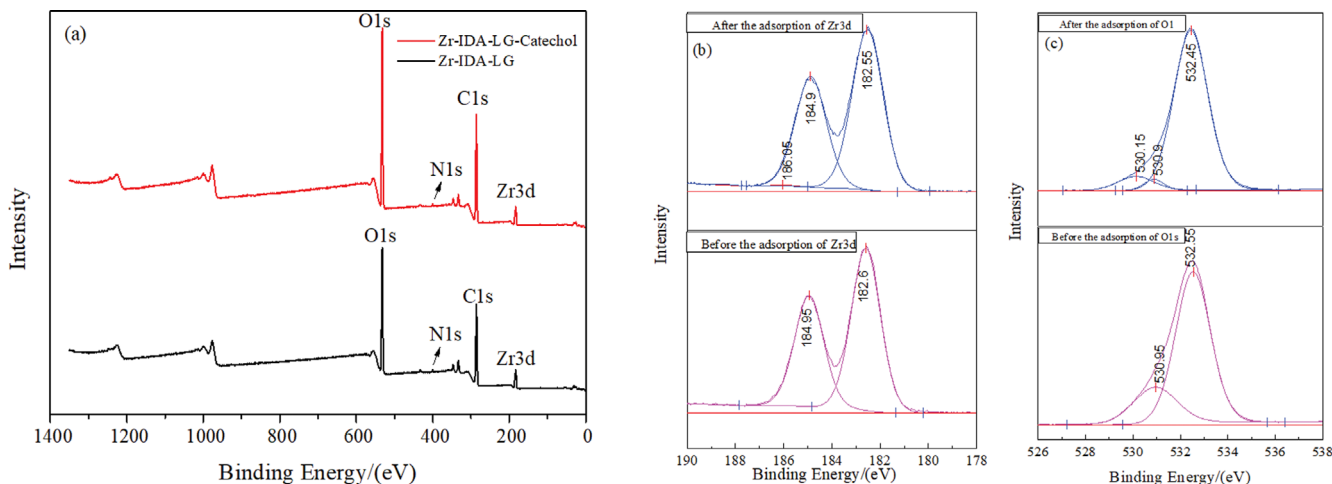 (a)
O1s
Zr-IDA-LG-Catechol
Zr-IDA-LG
C1s
N1s
Zr3d
O1s
C1s
N1s
Zr3d
Intensity
1400 1200 1000 800 600 400 200 0
Binding Energy/(eV)
After the adsorption of Zr3d
(b)
182.55
184.9
186.05
Before the adsorption of Zr3d
182.6
184.95
Intensity
190 188 186 184 182 180 178
Binding Energy/(eV)
After the adsorption of O1
(c)
532.45
530.15
530.9
Before the adsorption of O1s
532.55
530.95
Intensity
526 528 530 532 534 536 538
Binding Energy/(eV)